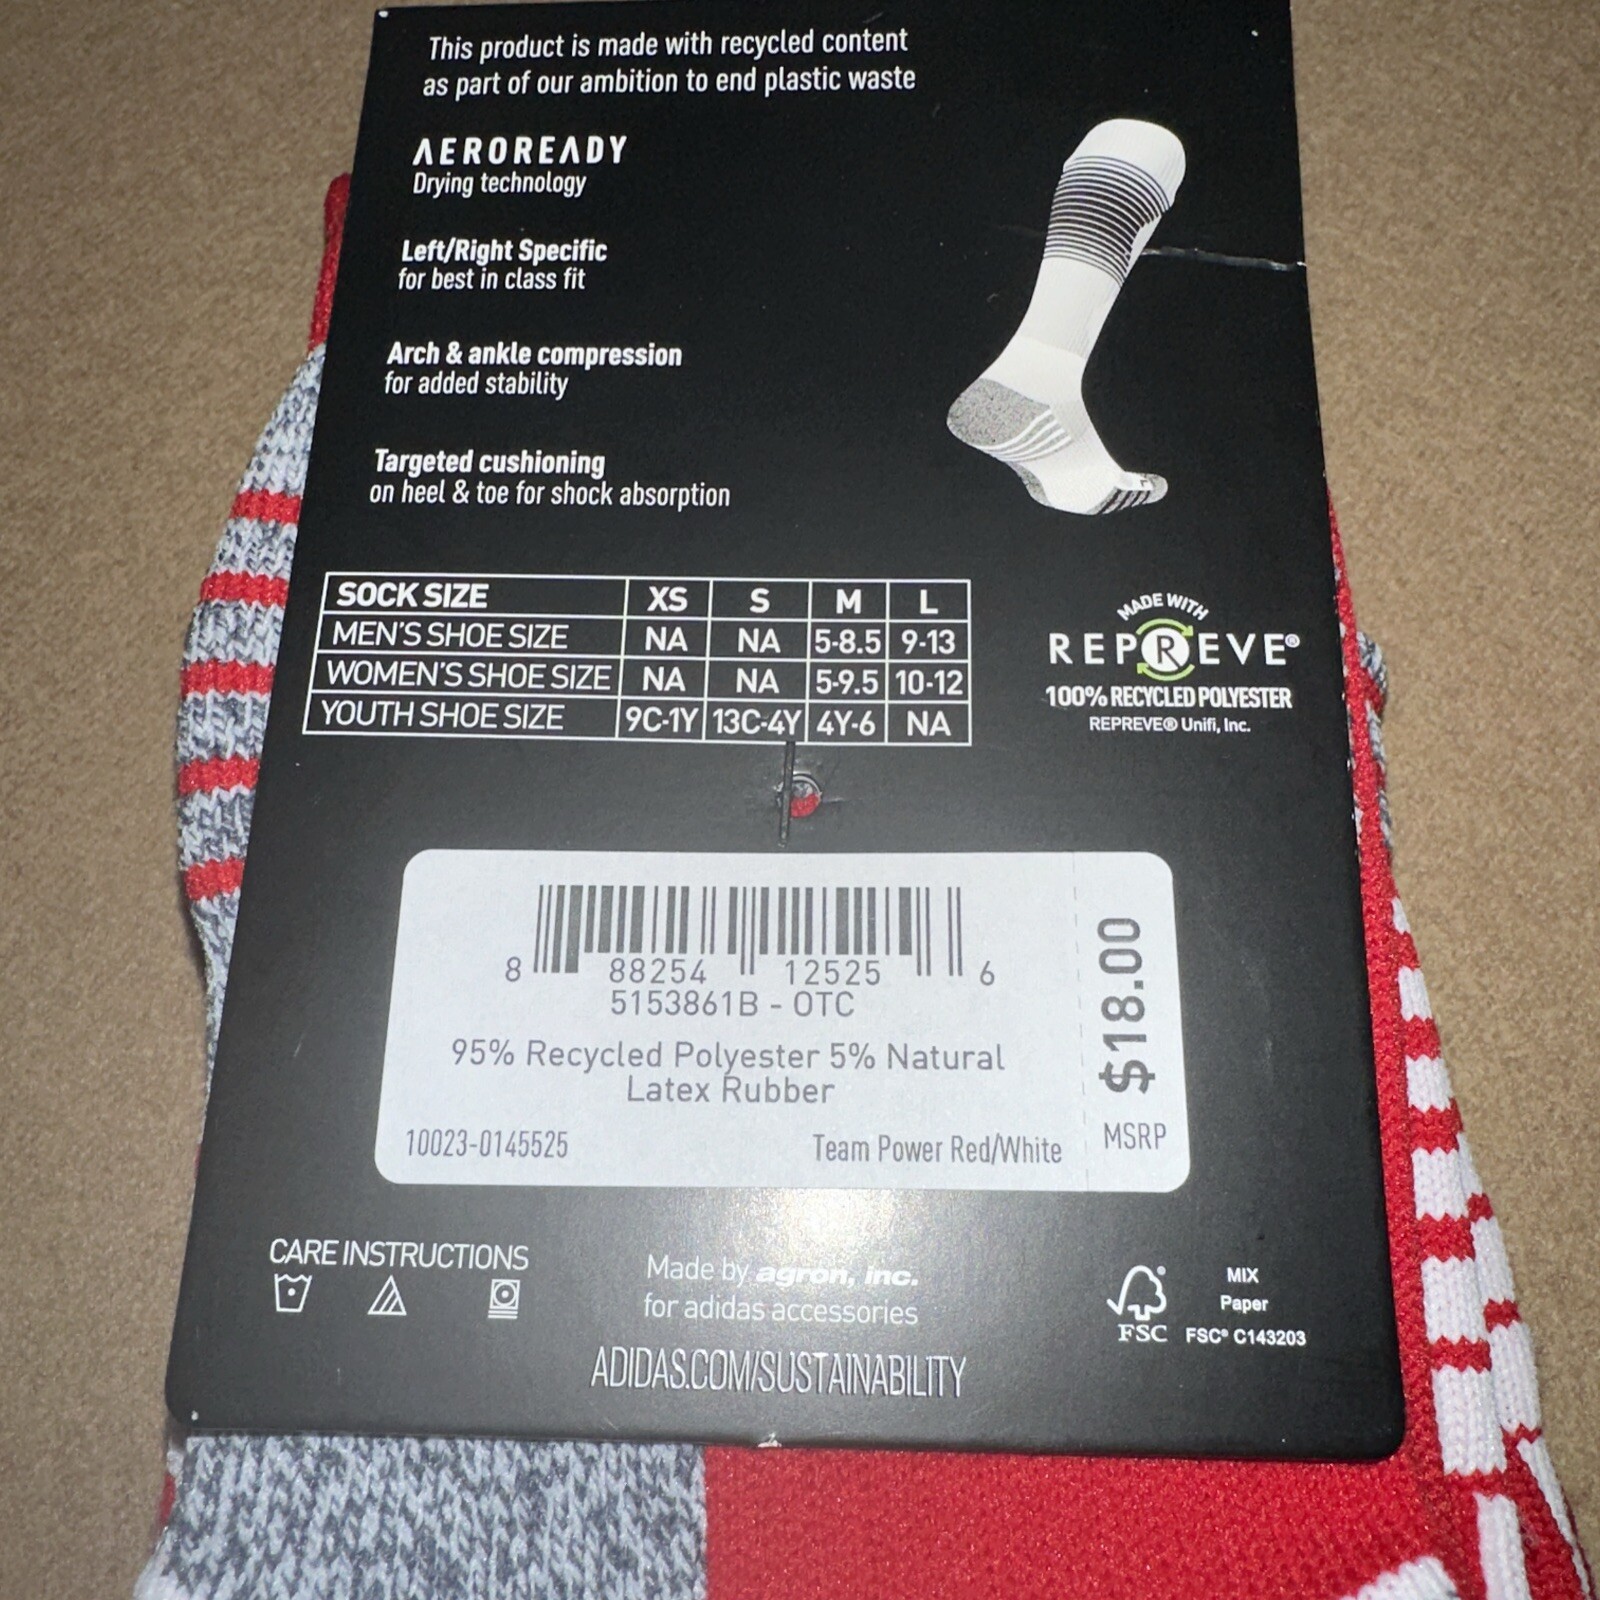 This product is made with recycled content
as part of our ambition to end plastic waste
AEROREADY
Drying technology
Left/Right Specific
for best in class fit
Arch & ankle compression
for added stability
Targeted cushioning
on heel & toe for shock absorption
SOCK SIZE XS S M L
MEN'S SHOE SIZE NA NA 5-8.5 9-13
WOMEN'S SHOE SIZE NA NA 5-9.5 10-12
YOUTH SHOE SIZE 9C-1Y 13C-4Y 4Y-6 NA
MADE WITH
REPREVE®
100% RECYCLED POLYESTER
REPREVE® Unifi, Inc.
8 88254 12525 6
5153861B - OTC
95% Recycled Polyester 5% Natural
Latex Rubber
10023-0145525 Team Power Red/White
$18.00
MSRP
CARE INSTRUCTIONS
Made by agron, inc.
for adidas accessories
ADIDAS.COM/SUSTAINABILITY
FSC
MIX
Paper
FSC® C143203